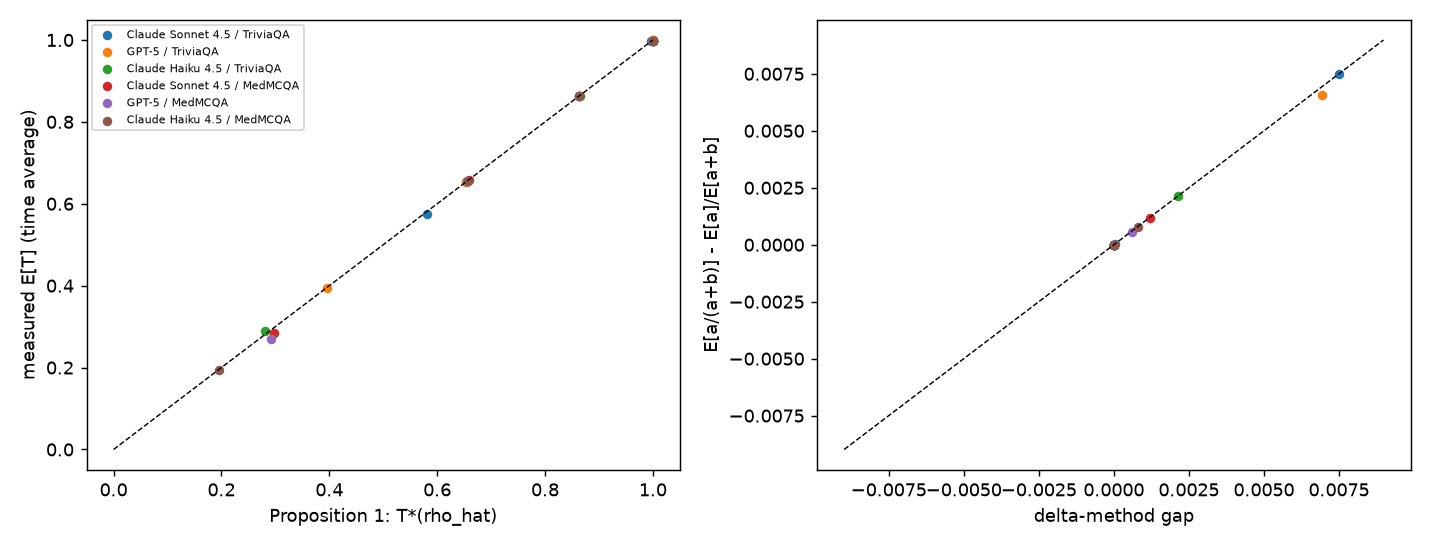 Claude Sonnet 4.5 / TriviaQA
GPT-5 / TriviaQA
Claude Haiku 4.5 / TriviaQA
Claude Sonnet 4.5 / MedMCQA
GPT-5 / MedMCQA
Claude Haiku 4.5 / MedMCQA
1.0
0.8
0.6
0.4
0.2
0.0
measured E[T] (time average)
0.0 0.2 0.4 0.6 0.8 1.0
Proposition 1: T*(rho_hat)
0.0075
0.0050
0.0025
0.0000
−0.0025
−0.0050
−0.0075
E[a/(a+b)] - E[a]/E[a+b]
−0.0075 −0.0050 −0.0025 0.0000 0.0025 0.0050 0.0075
delta-method gap